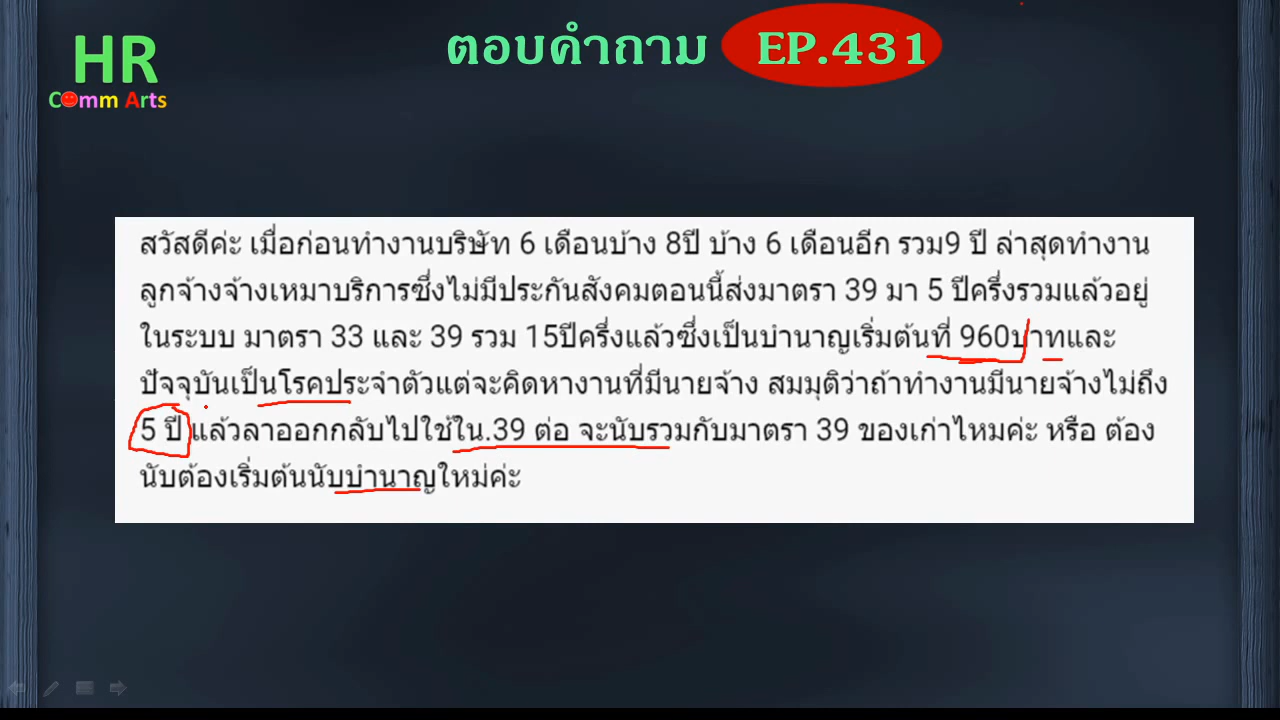 HR
Comm Arts
ตอบคำถาม EP.431
สวัสดีค่ะ เมื่อก่อนทำงานบริษัท 6 เดือนบ้าง 8ปี บ้าง 6 เดือนอีก รวม9 ปี ล่าสุดทำงาน
ลูกจ้างจ้างเหมาบริการซึ่งไม่มีประกันสังคมตอนนี้ส่งมาตรา 39 มา 5 ปีครึ่งรวมแล้วอยู่
ในระบบ มาตรา 33 และ 39 รวม 15ปีครึ่งแล้วซึ่งเป็นบำนาญเริ่มต้นที่ 960บาทและ
ปัจจุบันเป็นโรคประจำตัวแต่จะคิดหางานที่มีนายจ้าง สมมุติว่าถ้าทำงานมีนายจ้างไม่ถึง
5 ปี แล้วลาออกกลับไปใช้ใน.39 ต่อ จะนับรวมกับมาตรา 39 ของเก่าไหมค่ะ หรือ ต้อง
นับต้องเริ่มต้นนับบำนาญใหม่ค่ะ